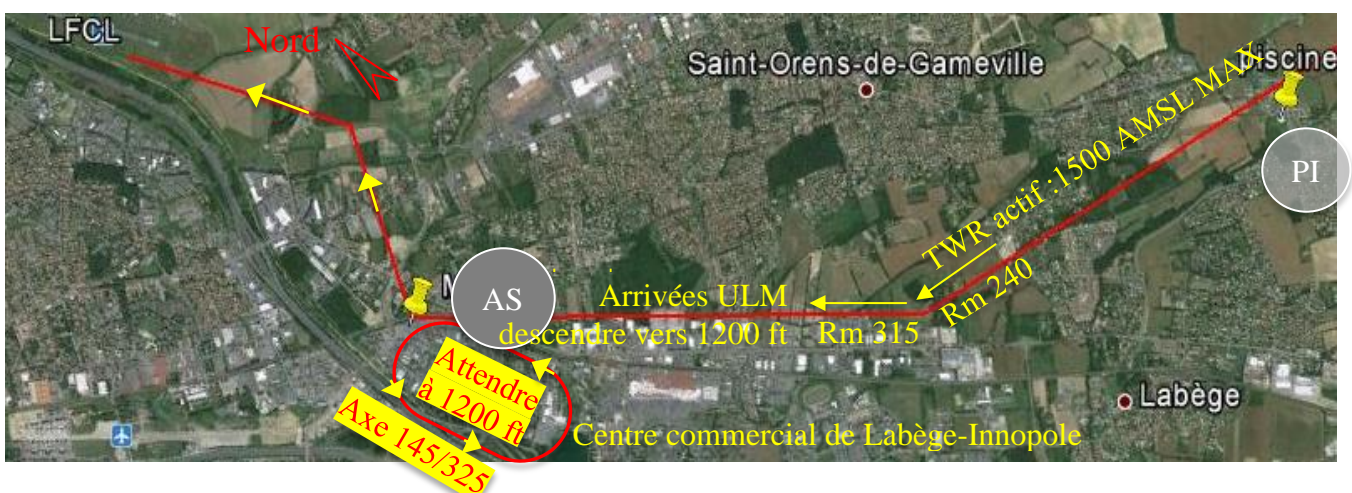 LFCL
Nord
Saint-Orens-de-Gameville
piscine
TWR actif :1500 AMSL MAX
PI
AS
Arrivées ULM
descendre vers 1200 ft
Rm 315
Rm 240
Attendre
à 1200 ft
Axe 145/325
Labège
Centre commercial de Labège-Innopole